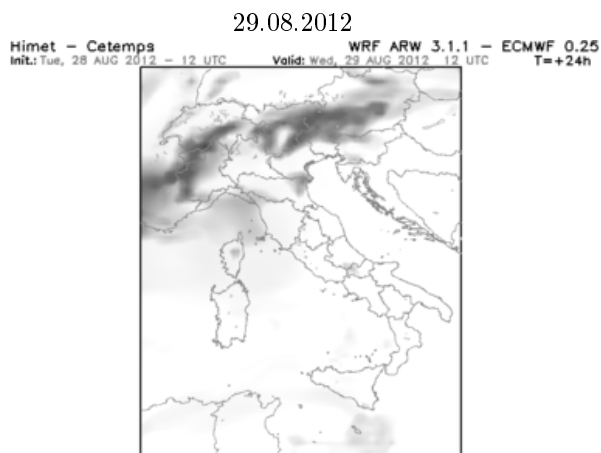 29.08.2012
Himet - Cetemps WRF ARW 3.1.1 - ECMWF 0.25
Init.: Tue, 28 AUG 2012 - 12 UTC Valid: Wed, 29 AUG 2012 12 UTC T=+24h